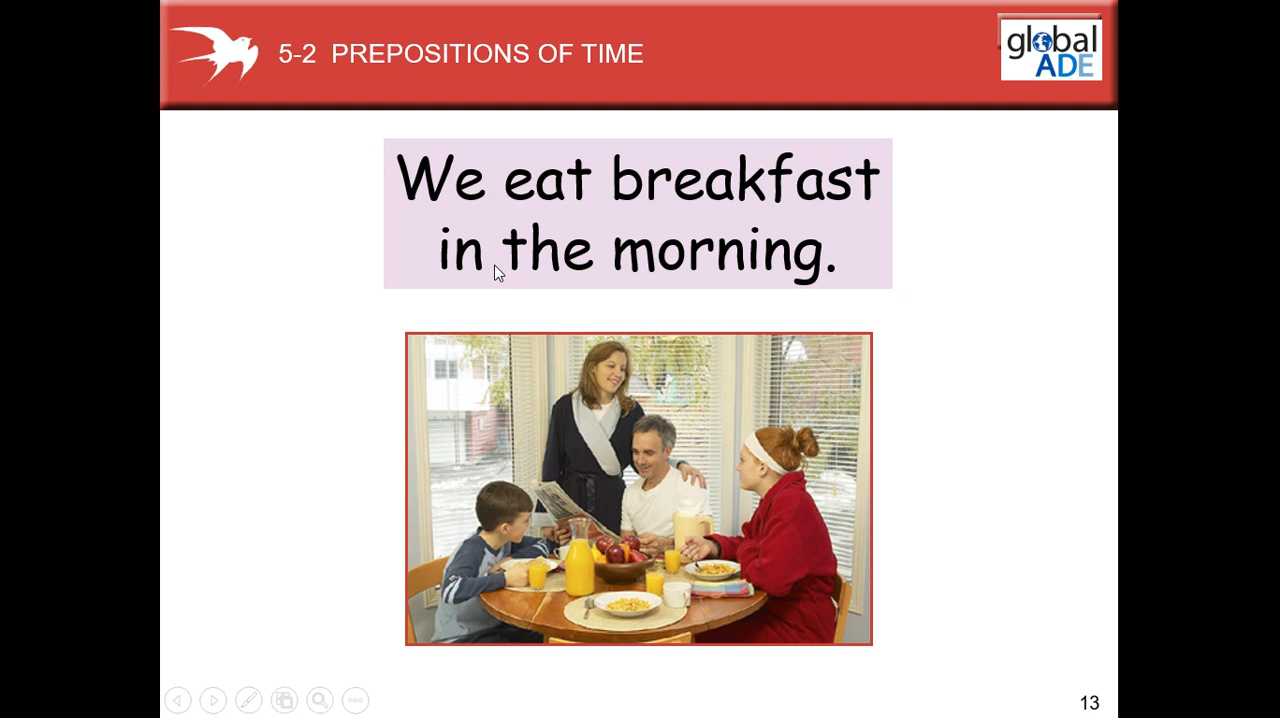 5-2 PREPOSITIONS OF TIME
global
ADE
We eat breakfast
in the morning.
13